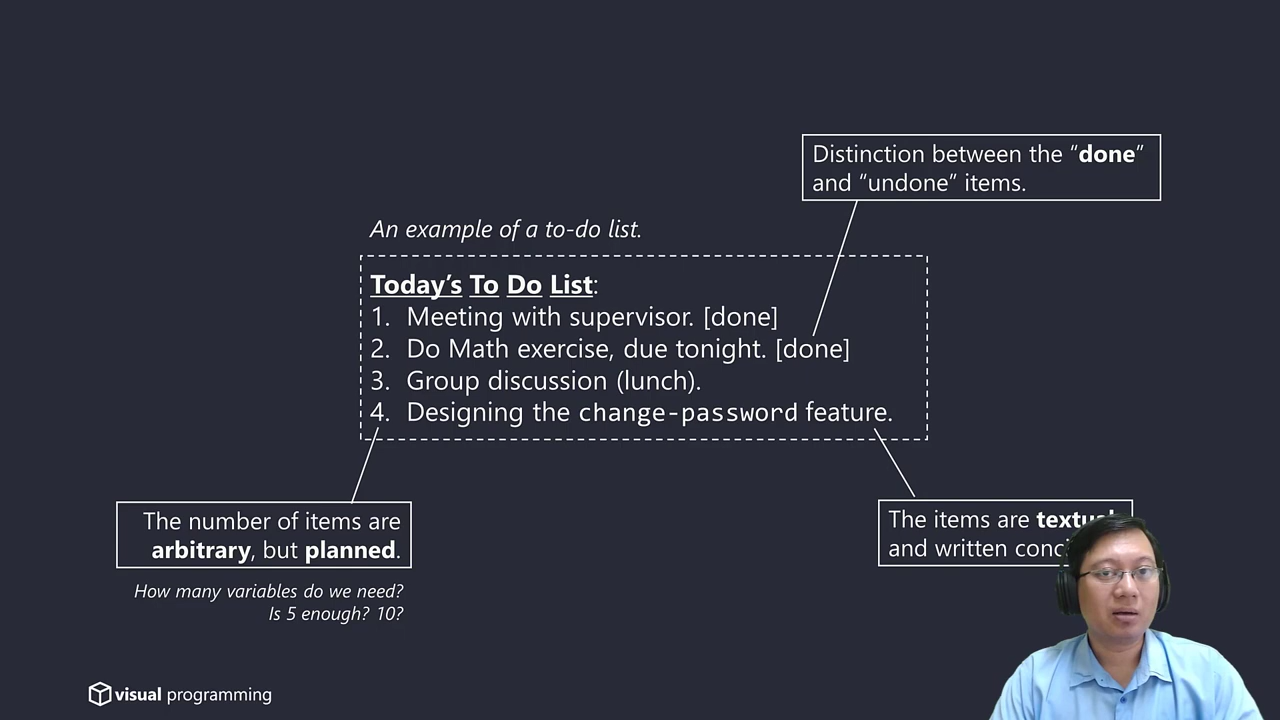 Distinction between the “done”
and “undone” items.
An example of a to-do list.
Today’s To Do List:
1. Meeting with supervisor. [done]
2. Do Math exercise, due tonight. [done]
3. Group discussion (lunch).
4. Designing the change-password feature.
The number of items are
arbitrary, but planned.
How many variables do we need?
Is 5 enough? 10?
The items are textual
and written
visual programming